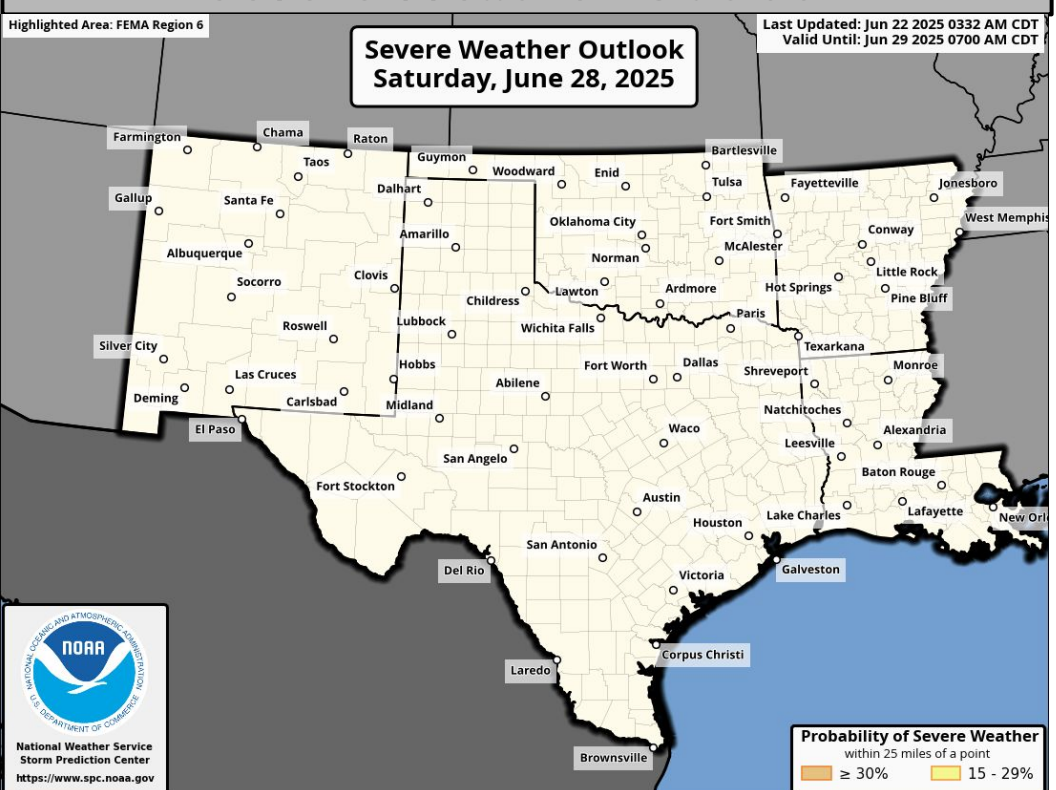 Highlighted Area: FEMA Region 6
Last Updated: Jun 22 2025 0332 AM CDT
Valid Until: Jun 29 2025 0700 AM CDT
Severe Weather Outlook
Saturday, June 28, 2025
Farmington
Chama
Raton
Taos
Guymon
Woodward
Enid
Bartlesville
Tulsa
Fayetteville
Jonesboro
Gallup
Santa Fe
Dalhart
West Memphis
Albuquerque
Amarillo
Oklahoma City
Norman
Fort Smith
McAlester
Conway
Little Rock
Socorro
Clovis
Childress
Lawton
Ardmore
Hot Springs
Pine Bluff
Roswell
Lubbock
Wichita Falls
Paris
Texarkana
Silver City
Las Cruces
Hobbs
Fort Worth
Dallas
Shreveport
Monroe
Deming
Carlsbad
Midland
Abilene
Natchitoches
El Paso
San Angelo
Waco
Leesville
Alexandria
Fort Stockton
Baton Rouge
Austin
Houston
Lake Charles
Lafayette
New Orl
Del Rio
San Antonio
Galveston
Victoria
Laredo
Corpus Christi
Brownsville
NATIONAL OCEANIC AND ATMOSPHERIC ADMINISTRATION
NOAA
U.S. DEPARTMENT OF COMMERCE
National Weather Service
Storm Prediction Center
https://www.spc.noaa.gov
Probability of Severe Weather
within 25 miles of a point
≥ 30%
15 - 29%